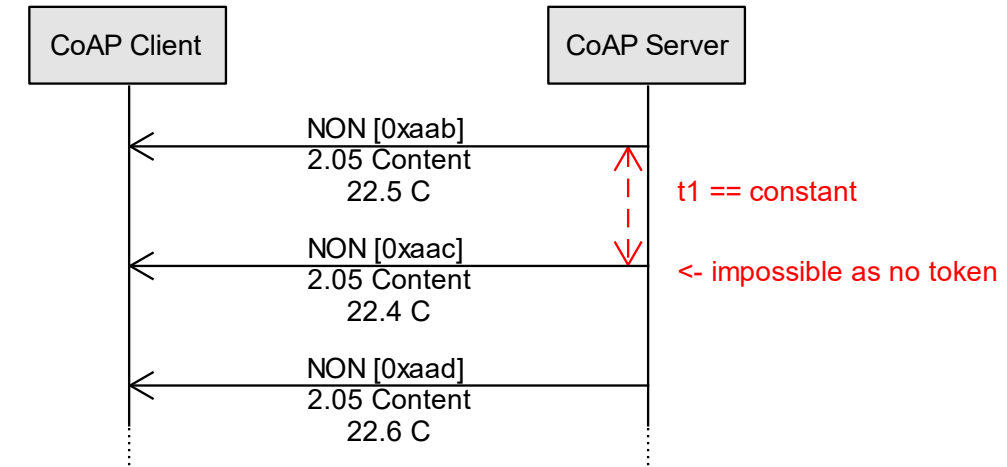 CoAP Client
CoAP Server
NON [0xaab]
2.05 Content
22.5 C
t1 == constant
NON [0xaac]
2.05 Content
<- impossible as no token
22.4 C
NON [0xaad]
2.05 Content
22.6 C